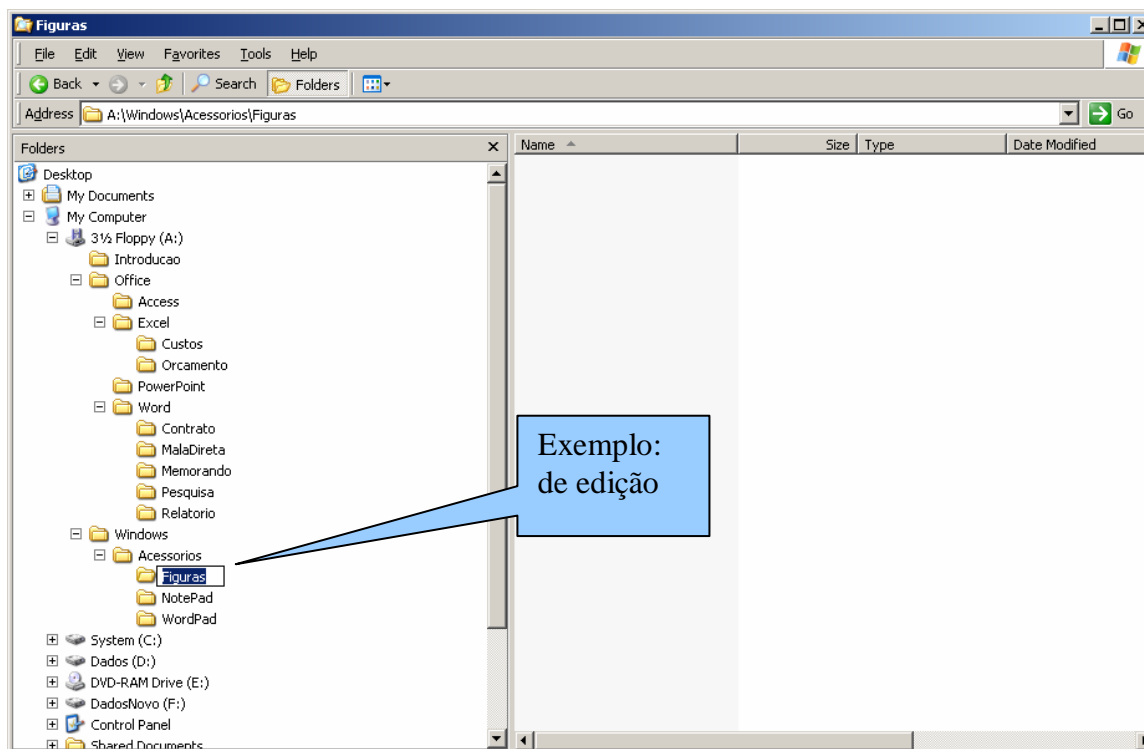 Figuras
File Edit View Favorites Tools Help
Back Search Folders
Address A:\Windows\Acessorios\Figuras Go
Folders x Name Size Type Date Modified
Desktop
My Documents
My Computer
3½ Floppy (A:)
Introducao
Office
Access
Excel
Custos
Orcamento
PowerPoint
Word
Contrato
MalaDireta
Memorando
Pesquisa
Relatorio
Windows
Acessorios
Figuras
NotePad
WordPad
System (C:)
Dados (D:)
DVD-RAM Drive (E:)
DadosNovo (F:)
Control Panel
Shared Documents
Exemplo:
de edição